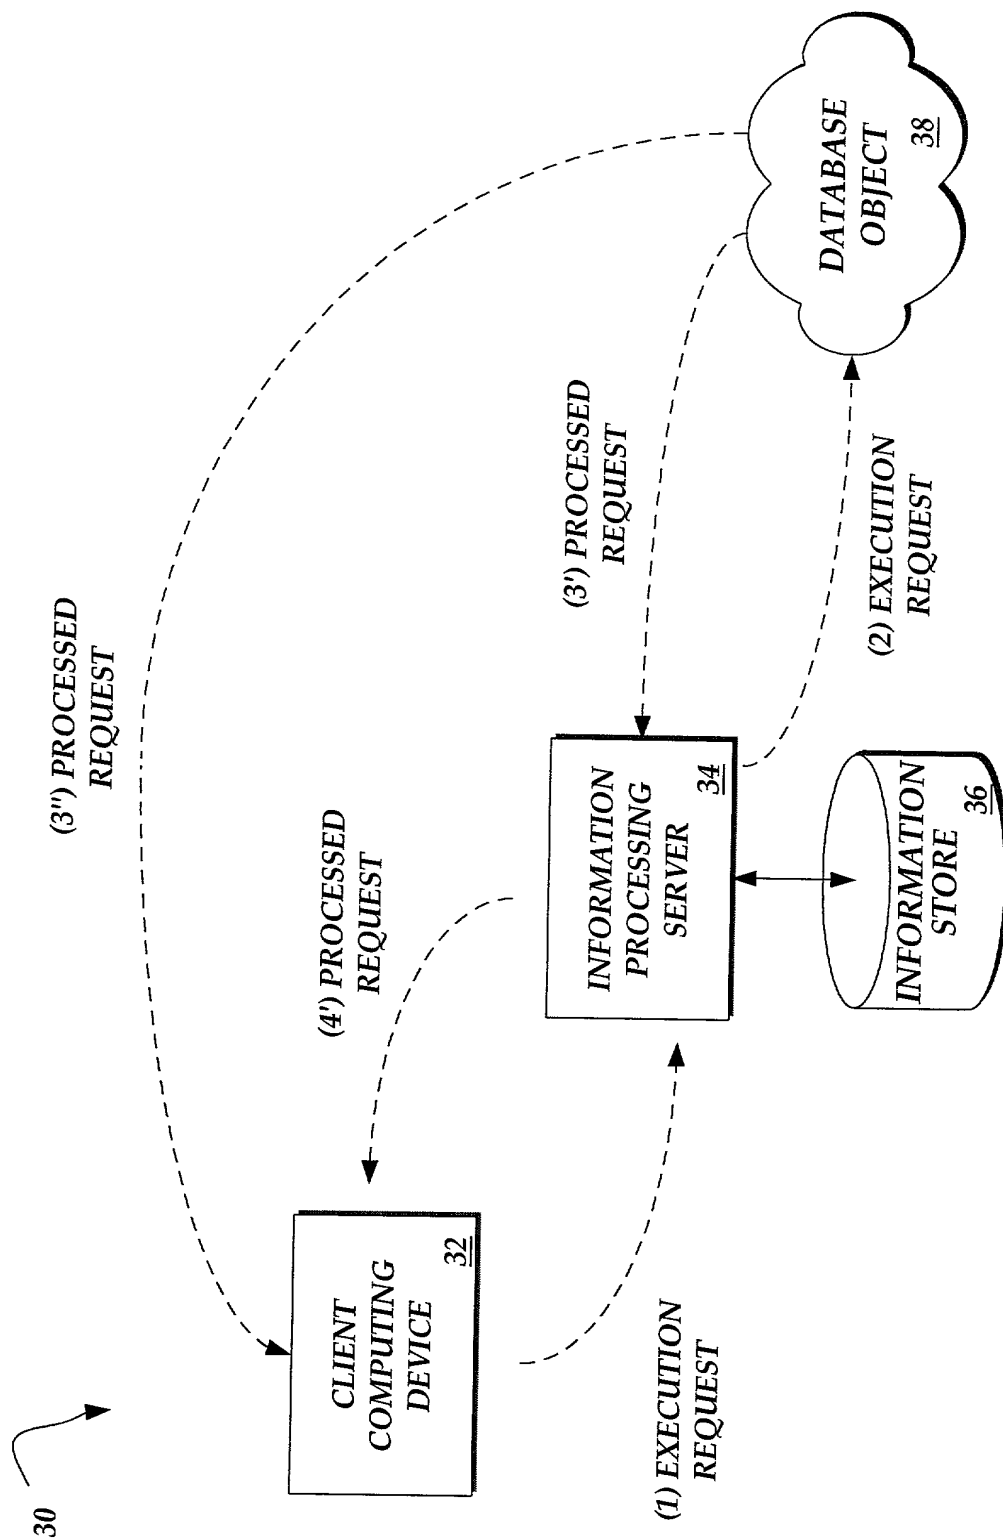 30
(3'') PROCESSED
REQUEST
CLIENT
COMPUTING
DEVICE
32
(4') PROCESSED
REQUEST
(1) EXECUTION
REQUEST
INFORMATION
PROCESSING
SERVER
34
INFORMATION
STORE
36
(3') PROCESSED
REQUEST
(2) EXECUTION
REQUEST
DATABASE
OBJECT
38